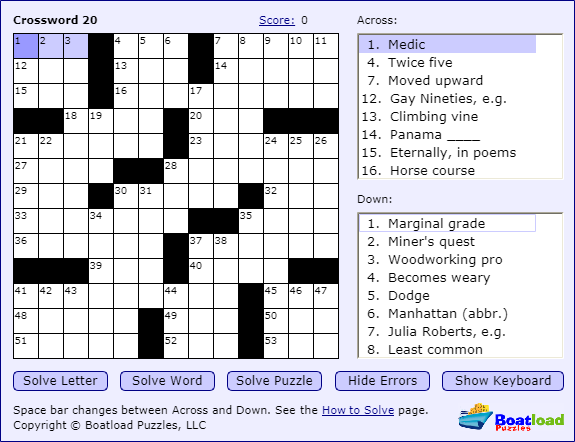 Crossword 20
Score: 0
1 2 3 4 5 6 7 8 9 10 11
12 13 14
15 16 17
18 19 20
21 22 23 24 25 26
27 28
29 30 31 32
33 34 35
36 37 38
39 40
41 42 43 44 45 46 47
48 49 50
51 52 53
Across:
1. Medic
4. Twice five
7. Moved upward
12. Gay Nineties, e.g.
13. Climbing vine
14. Panama ____
15. Eternally, in poems
16. Horse course
Down:
1. Marginal grade
2. Miner's quest
3. Woodworking pro
4. Becomes weary
5. Dodge
6. Manhattan (abbr.)
7. Julia Roberts, e.g.
8. Least common
Solve Letter Solve Word Solve Puzzle Hide Errors Show Keyboard
Space bar changes between Across and Down. See the How to Solve page.
Copyright © Boatload Puzzles, LLC
Boatload
Puzzles